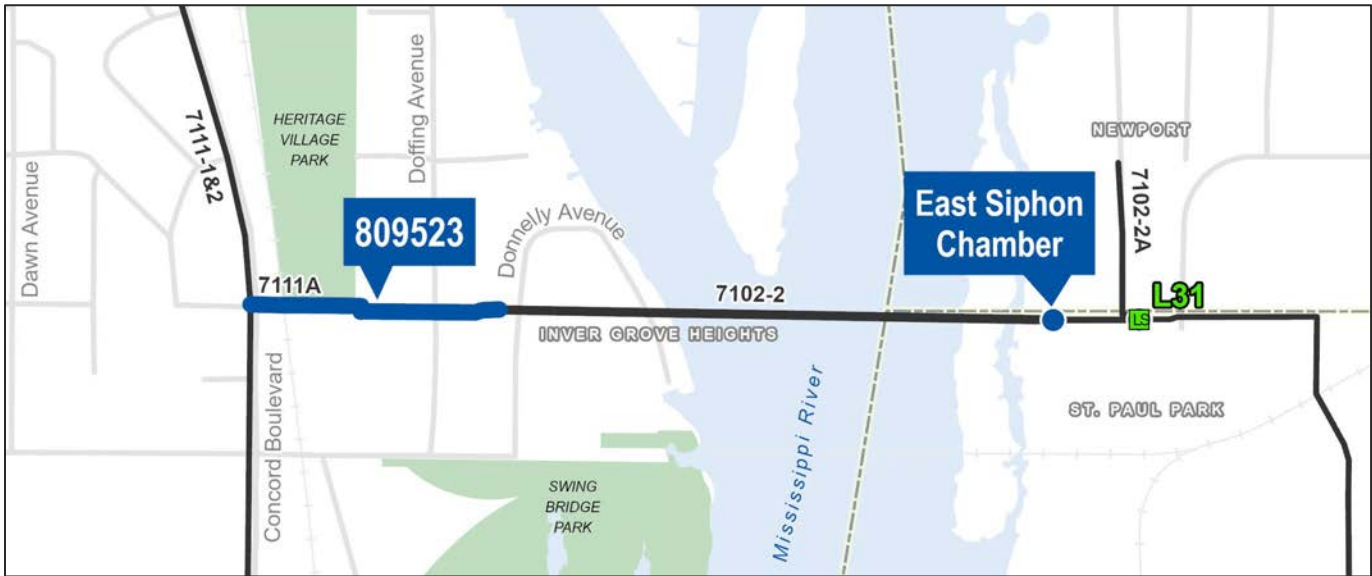 7111-1&2
HERITAGE
VILLAGE
PARK
Doffing Avenue
Dawn Avenue
809523
Donnelly Avenue
East Siphon
Chamber
NEWPORT
7102-2A
7111A
7102-2
L31
LS
INVER GROVE HEIGHTS
Concord Boulevard
Mississippi River
ST. PAUL PARK
SWING
BRIDGE
PARK